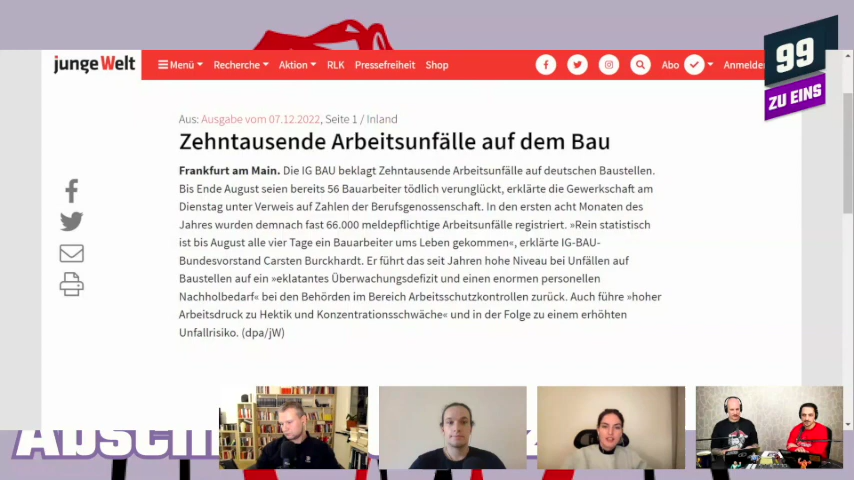 junge Welt
Menü Recherche Aktion RLK Pressefreiheit Shop Abo Anmelden
99
ZU EINS
Aus: Ausgabe vom 07.12.2022, Seite 1 / Inland
Zehntausende Arbeitsunfälle auf dem Bau
Frankfurt am Main. Die IG BAU beklagt Zehntausende Arbeitsunfälle auf deutschen Baustellen.
Bis Ende August seien bereits 56 Bauarbeiter tödlich verunglückt, erklärte die Gewerkschaft am
Dienstag unter Verweis auf Zahlen der Berufsgenossenschaft. In den ersten acht Monaten des
Jahres wurden demnach fast 66.000 meldepflichtige Arbeitsunfälle registriert. »Rein statistisch
ist bis August alle vier Tage ein Bauarbeiter ums Leben gekommen«, erklärte IG-BAU-
Bundesvorstand Carsten Burckhardt. Er führt das seit Jahren hohe Niveau bei Unfällen auf
Baustellen auf ein »eklatantes Überwachungsdefizit und einen enormen personellen
Nachholbedarf« bei den Behörden im Bereich Arbeitsschutzkontrollen zurück. Auch führe »hoher
Arbeitsdruck zu Hektik und Konzentrationsschwäche« und in der Folge zu einem erhöhten
Unfallrisiko. (dpa/jW)